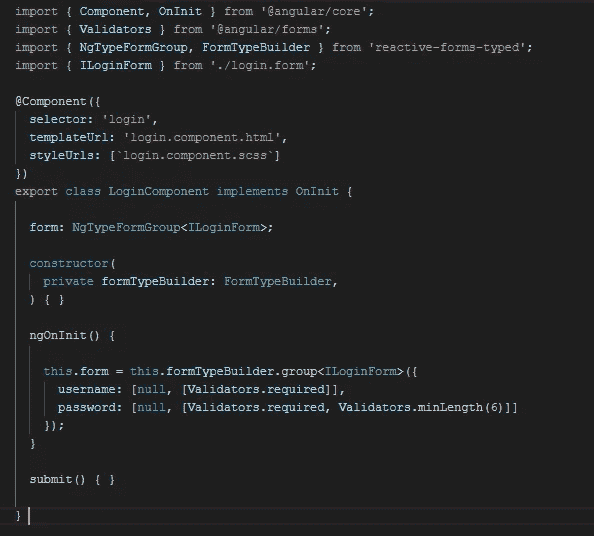 import { Component, OnInit } from '@angular/core';
import { Validators } from '@angular/forms';
import { NgTypeFormGroup, FormTypeBuilder } from 'reactive-forms-typed';
import { ILoginForm } from './login.form';
@Component({
selector: 'login',
templateUrl: 'login.component.html',
styleUrls: [`login.component.scss`]
})
export class LoginComponent implements OnInit {
form: NgTypeFormGroup<ILoginForm>;
constructor(
private formTypeBuilder: FormTypeBuilder,
) { }
ngOnInit() {
this.form = this.formTypeBuilder.group<ILoginForm>({
username: [null, [Validators.required]],
password: [null, [Validators.required, Validators.minLength(6)]]
});
}
submit() { }
}